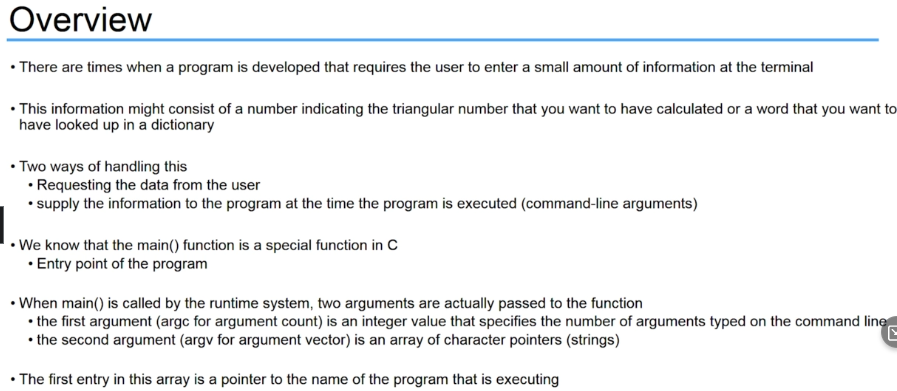 Overview
• There are times when a program is developed that requires the user to enter a small amount of information at the terminal
• This information might consist of a number indicating the triangular number that you want to have calculated or a word that you want to
have looked up in a dictionary
• Two ways of handling this
• Requesting the data from the user
• supply the information to the program at the time the program is executed (command-line arguments)
• We know that the main() function is a special function in C
• Entry point of the program
• When main() is called by the runtime system, two arguments are actually passed to the function
• the first argument (argc for argument count) is an integer value that specifies the number of arguments typed on the command line
• the second argument (argv for argument vector) is an array of character pointers (strings)
• The first entry in this array is a pointer to the name of the program that is executing